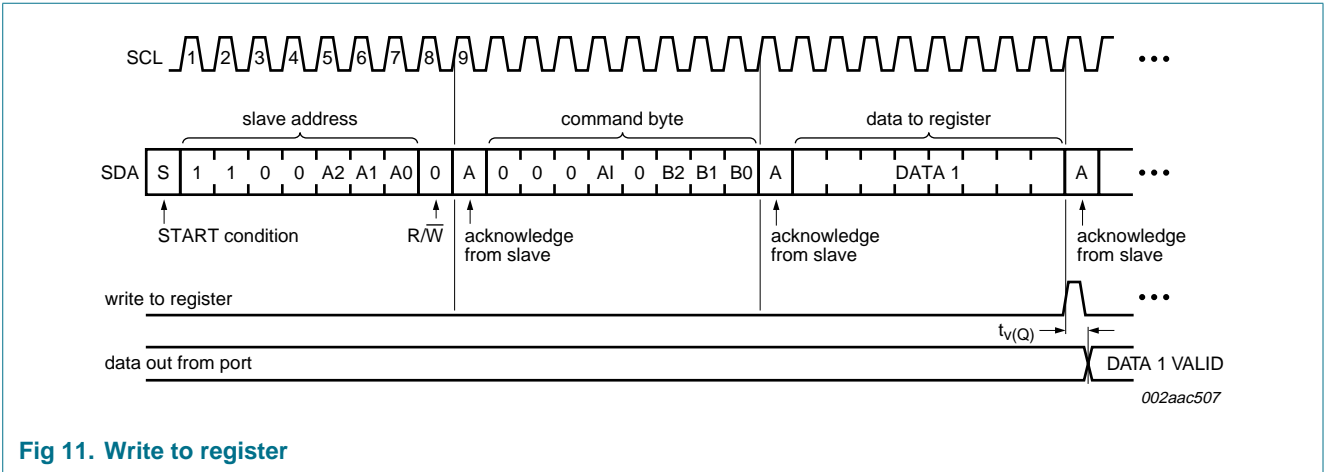 SCL 1 2 3 4 5 6 7 8 9 •••
slave address command byte data to register
SDA S 1 1 0 0 A2 A1 A0 0 A 0 0 0 AI 0 B2 B1 B0 A DATA 1 A •••
START condition R/W̅ acknowledge from slave acknowledge from slave acknowledge from slave
write to register •••
tv(Q)
data out from port DATA 1 VALID
002aac507
Fig 11. Write to register